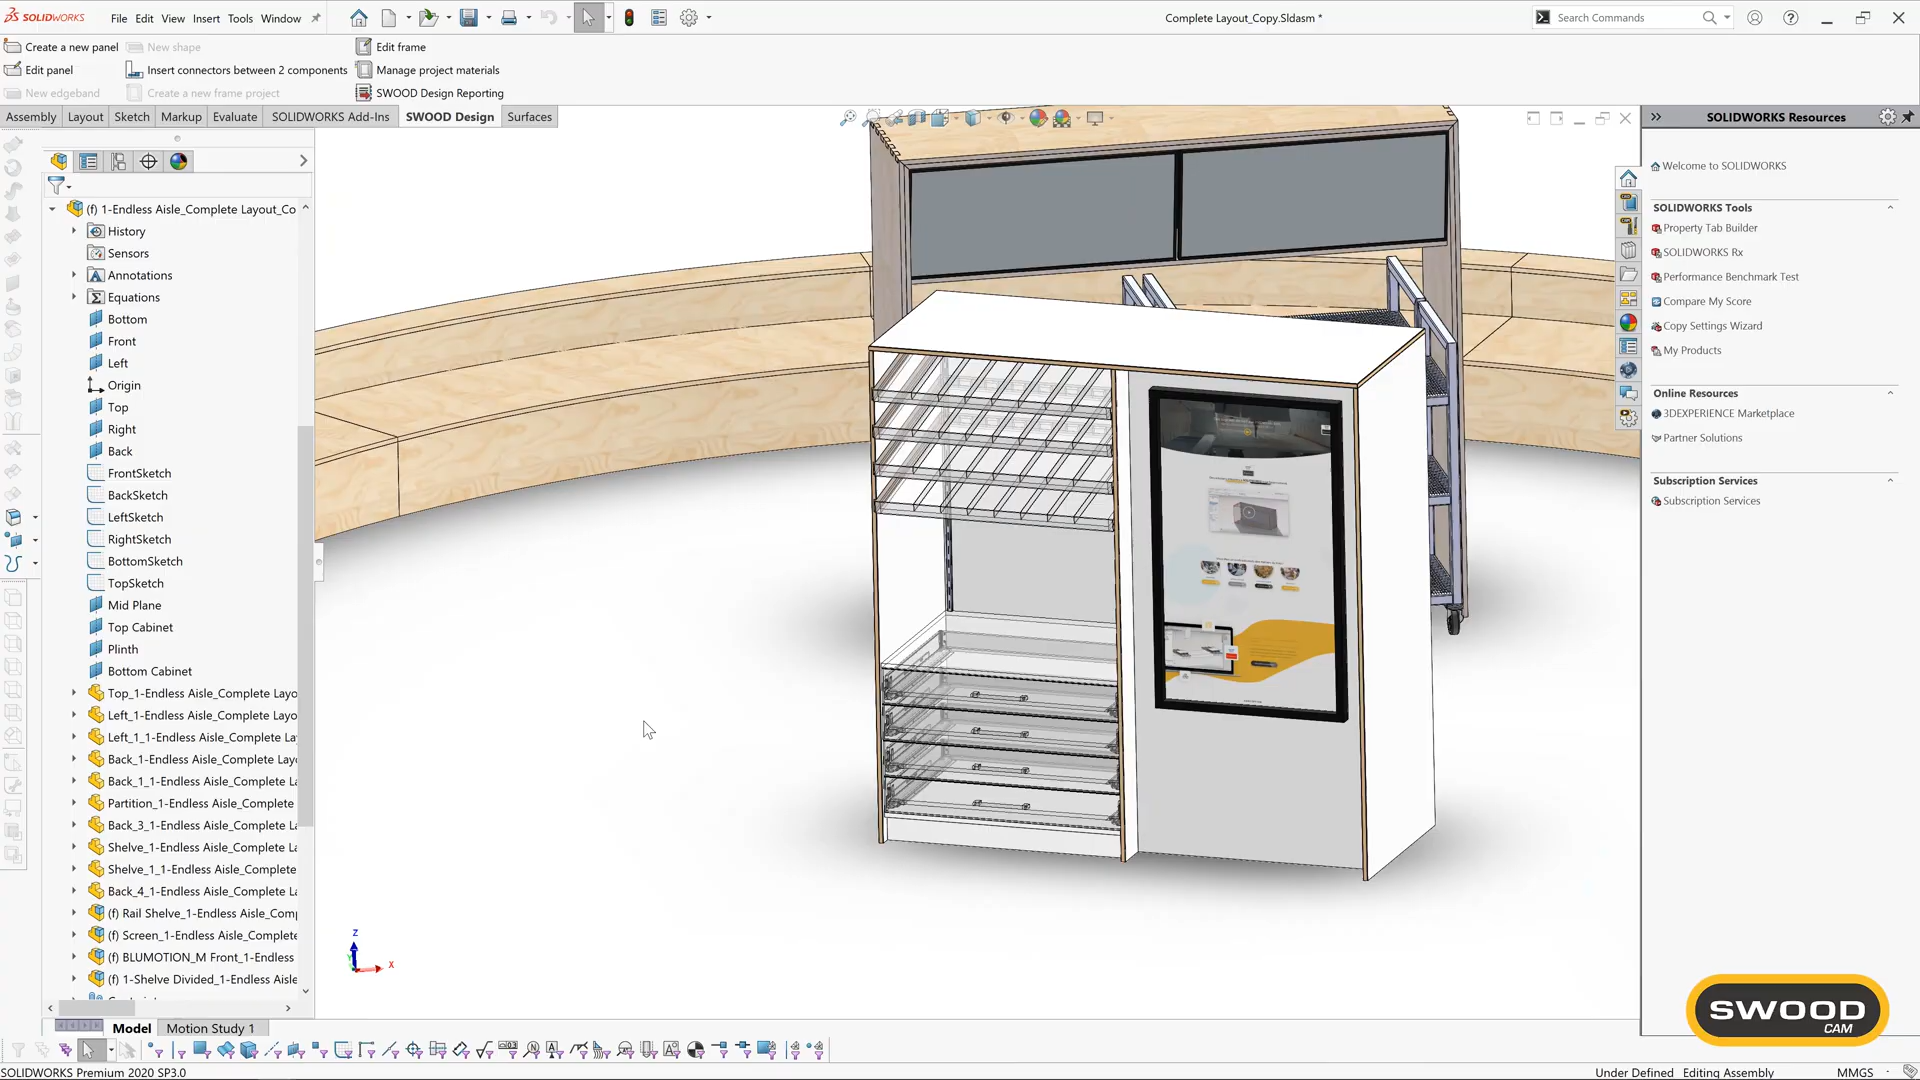 SOLIDWORKS
File
Edit
View
Insert
Tools
Window
Complete Layout_Copy.Sldasm *
Search Commands
Create a new panel
New shape
Edit frame
Edit panel
Insert connectors between 2 components
Manage project materials
New edgeband
Create a new frame project
SWOOD Design Reporting
Assembly
Layout
Sketch
Markup
Evaluate
SOLIDWORKS Add-Ins
SWOOD Design
Surfaces
SOLIDWORKS Resources
(f) 1-Endless Aisle_Complete Layout_Co
History
Sensors
Annotations
Equations
Bottom
Front
Left
Origin
Top
Right
Back
FrontSketch
BackSketch
LeftSketch
RightSketch
BottomSketch
TopSketch
Mid Plane
Top Cabinet
Plinth
Bottom Cabinet
Top_1-Endless Aisle_Complete Layo
Left_1-Endless Aisle_Complete Layo
Left_1_1-Endless Aisle_Complete La
Back_1-Endless Aisle_Complete Layo
Back_1_1-Endless Aisle_Complete La
Partition_1-Endless Aisle_Complete
Back_3_1-Endless Aisle_Complete La
Shelve_1-Endless Aisle_Complete La
Shelve_1_1-Endless Aisle_Complete
Back_4_1-Endless Aisle_Complete La
(f) Rail Shelve_1-Endless Aisle_Comp
(f) Screen_1-Endless Aisle_Complete
(f) BLUMOTION_M Front_1-Endless
(f) 1-Shelve Divided_1-Endless Aisle
Z
X
Welcome to SOLIDWORKS
SOLIDWORKS Tools
Property Tab Builder
SOLIDWORKS Rx
Performance Benchmark Test
Compare My Score
Copy Settings Wizard
My Products
Online Resources
3DEXPERIENCE Marketplace
Partner Solutions
Subscription Services
Subscription Services
SWOOD
CAM
Model
Motion Study 1
SOLIDWORKS Premium 2020 SP3.0
Under Defined
Editing Assembly
MMGS